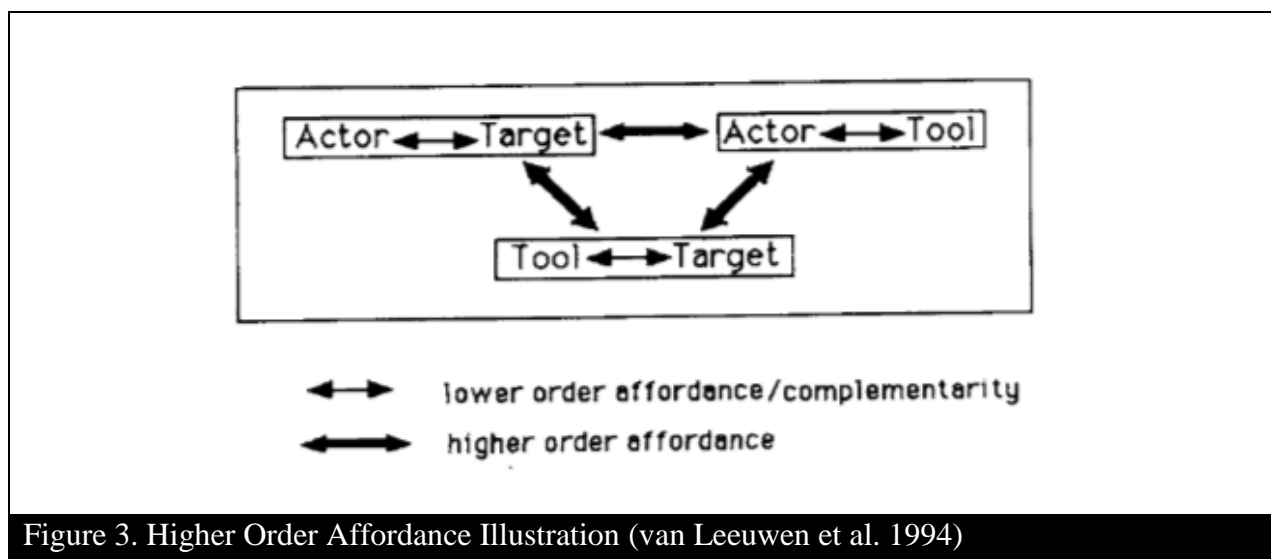 Actor Target Actor Tool
Tool Target
lower order affordance/complementarity
higher order affordance
Figure 3. Higher Order Affordance Illustration (van Leeuwen et al. 1994)